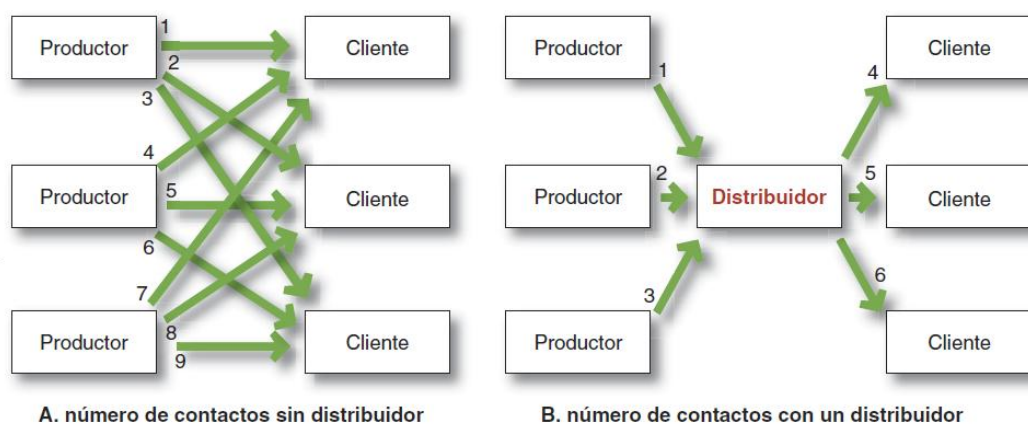 1
Productor
Cliente
2
3
4
Productor
5
Cliente
6
7
Productor
8
Cliente
9
A. número de contactos sin distribuidor
Productor
Cliente
1
4
2
5
Productor
Distribuidor
Cliente
3
6
Productor
Cliente
B. número de contactos con un distribuidor